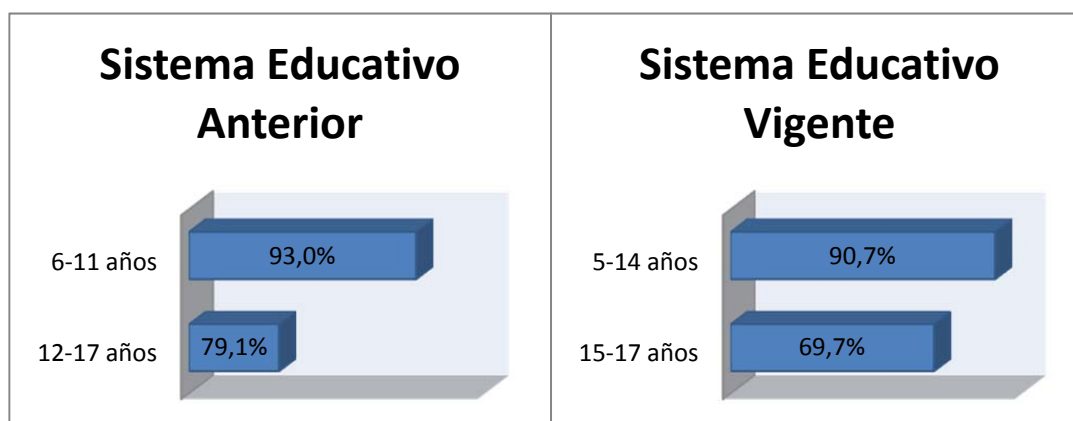 Sistema Educativo
Anterior
6-11 años
93,0%
12-17 años
79,1%
Sistema Educativo
Vigente
5-14 años
90,7%
15-17 años
69,7%